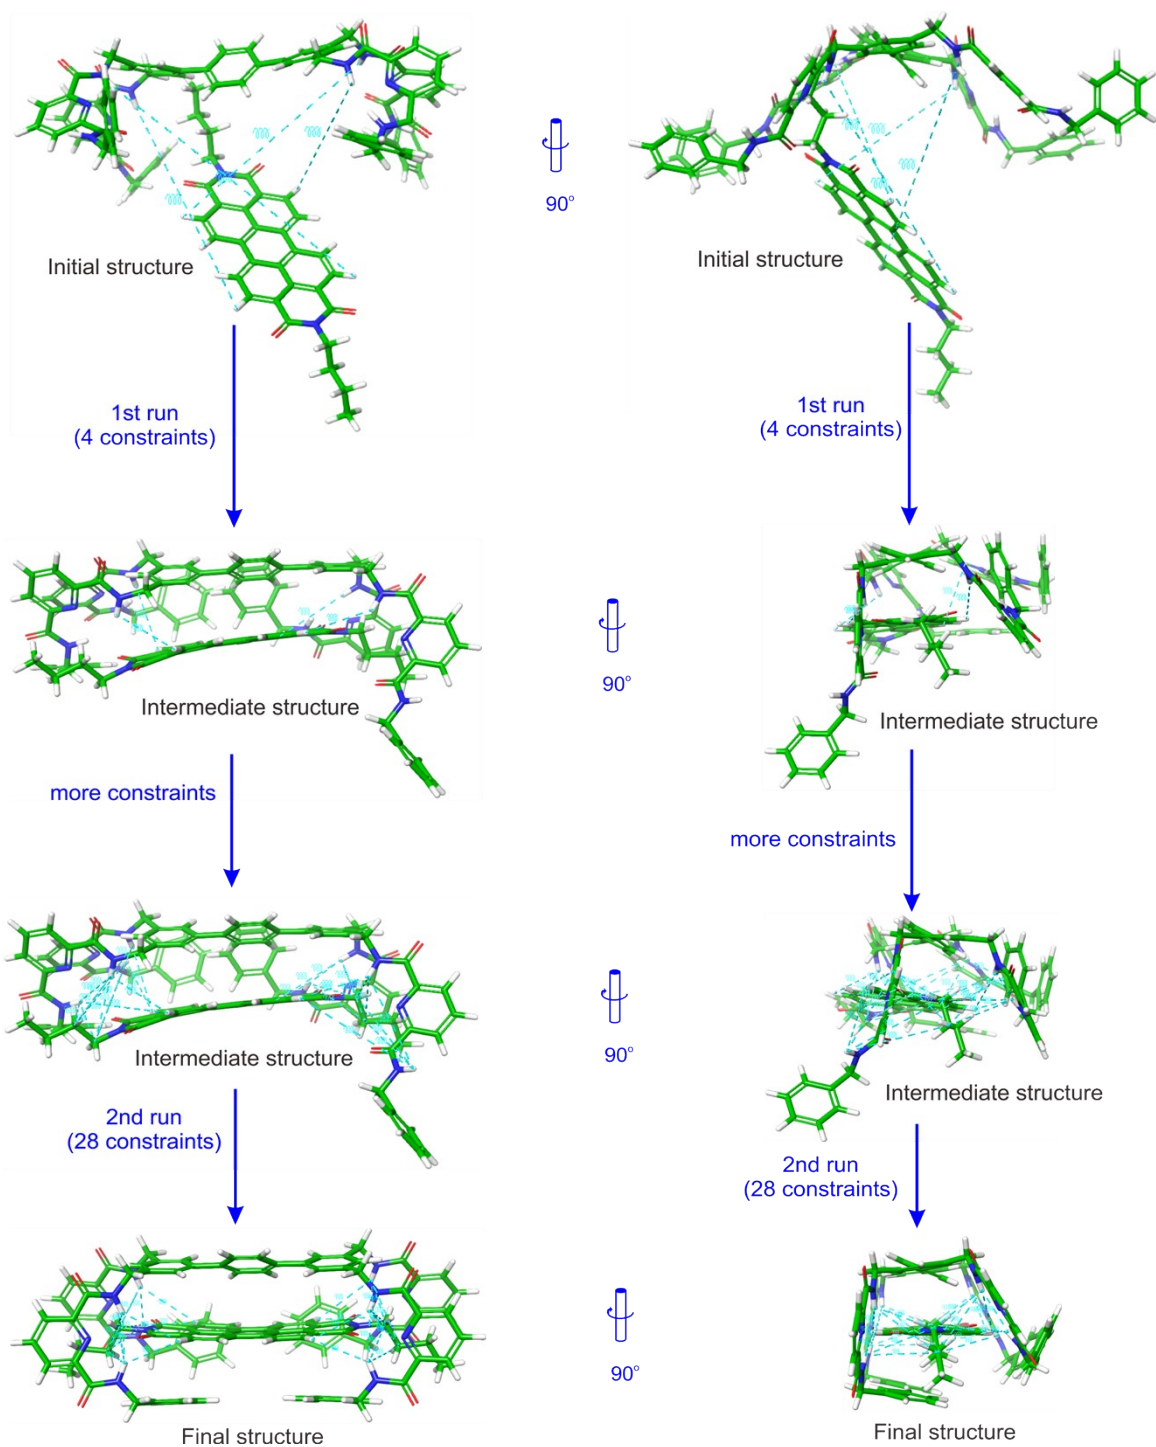 90°
Initial structure
Initial structure
1st run
(4 constraints)
1st run
(4 constraints)
90°
Intermediate structure
Intermediate structure
more constraints
more constraints
90°
Intermediate structure
Intermediate structure
2nd run
(28 constraints)
2nd run
(28 constraints)
90°
Final structure
Final structure